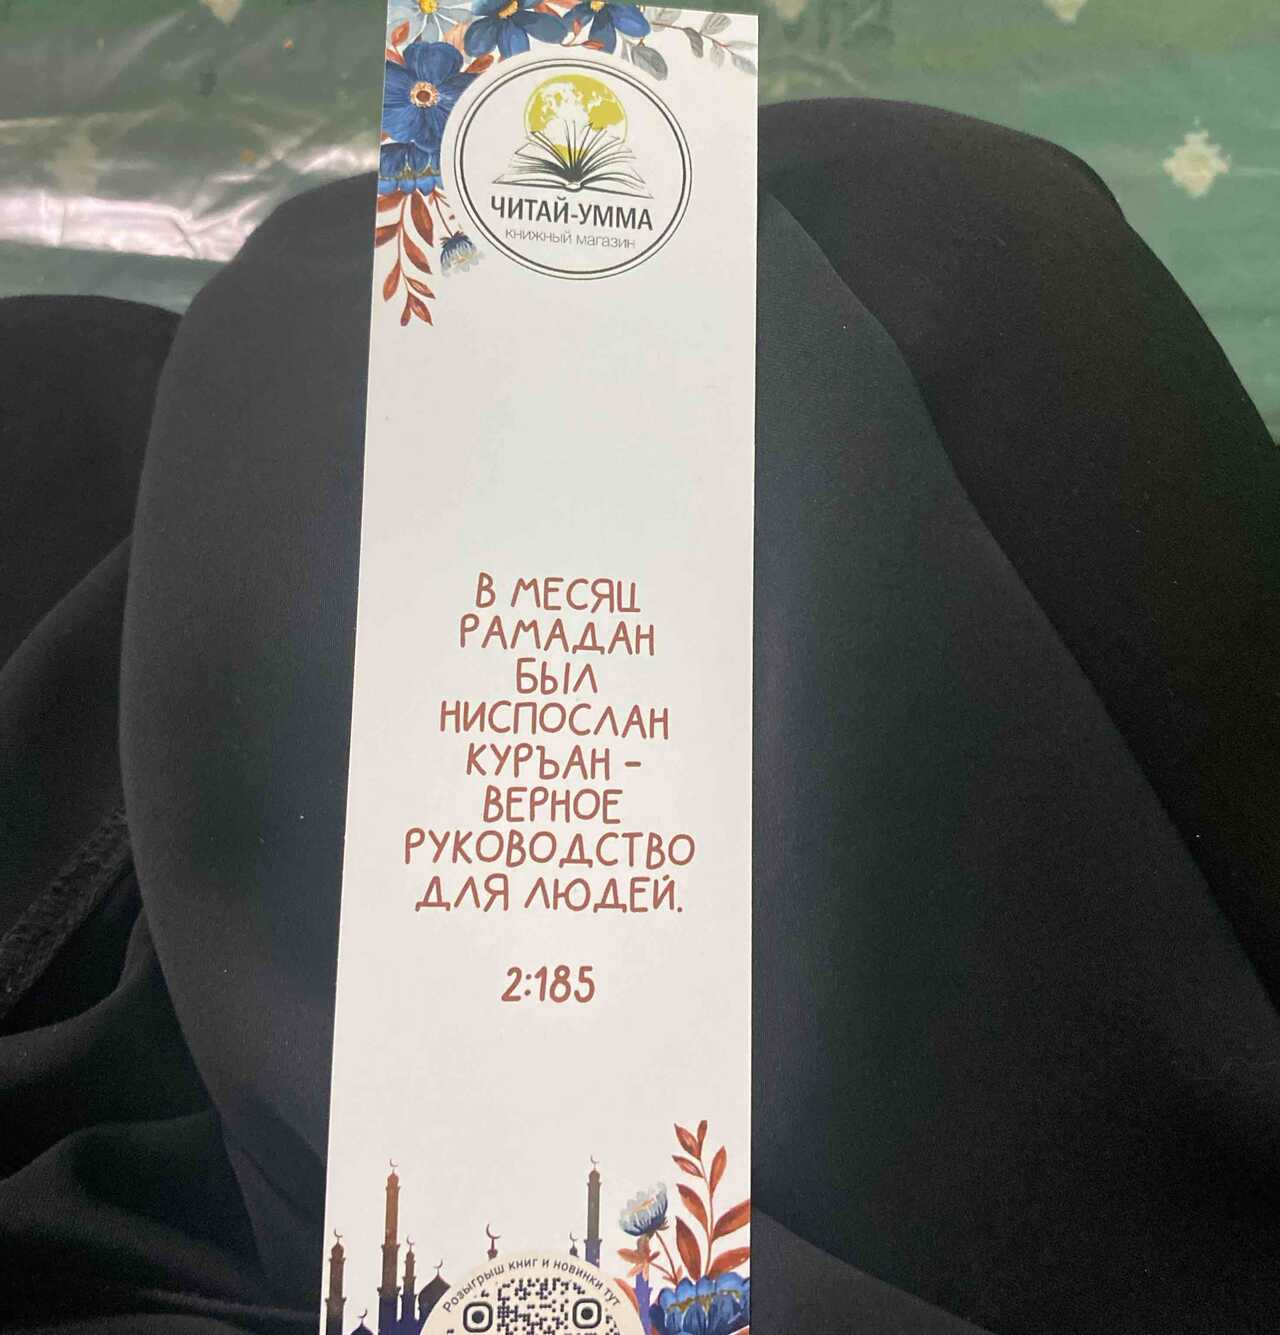 ЧИТАЙ-УММА
книжный магазин
В МЕСЯЦ
РАМАДАН
БЫЛ
НИСПОСЛАН
КУРЪАН -
ВЕРНОЕ
РУКОВОДСТВО
ДЛЯ ЛЮДЕЙ.
2:185
Розыгрыш книг и новинки тут